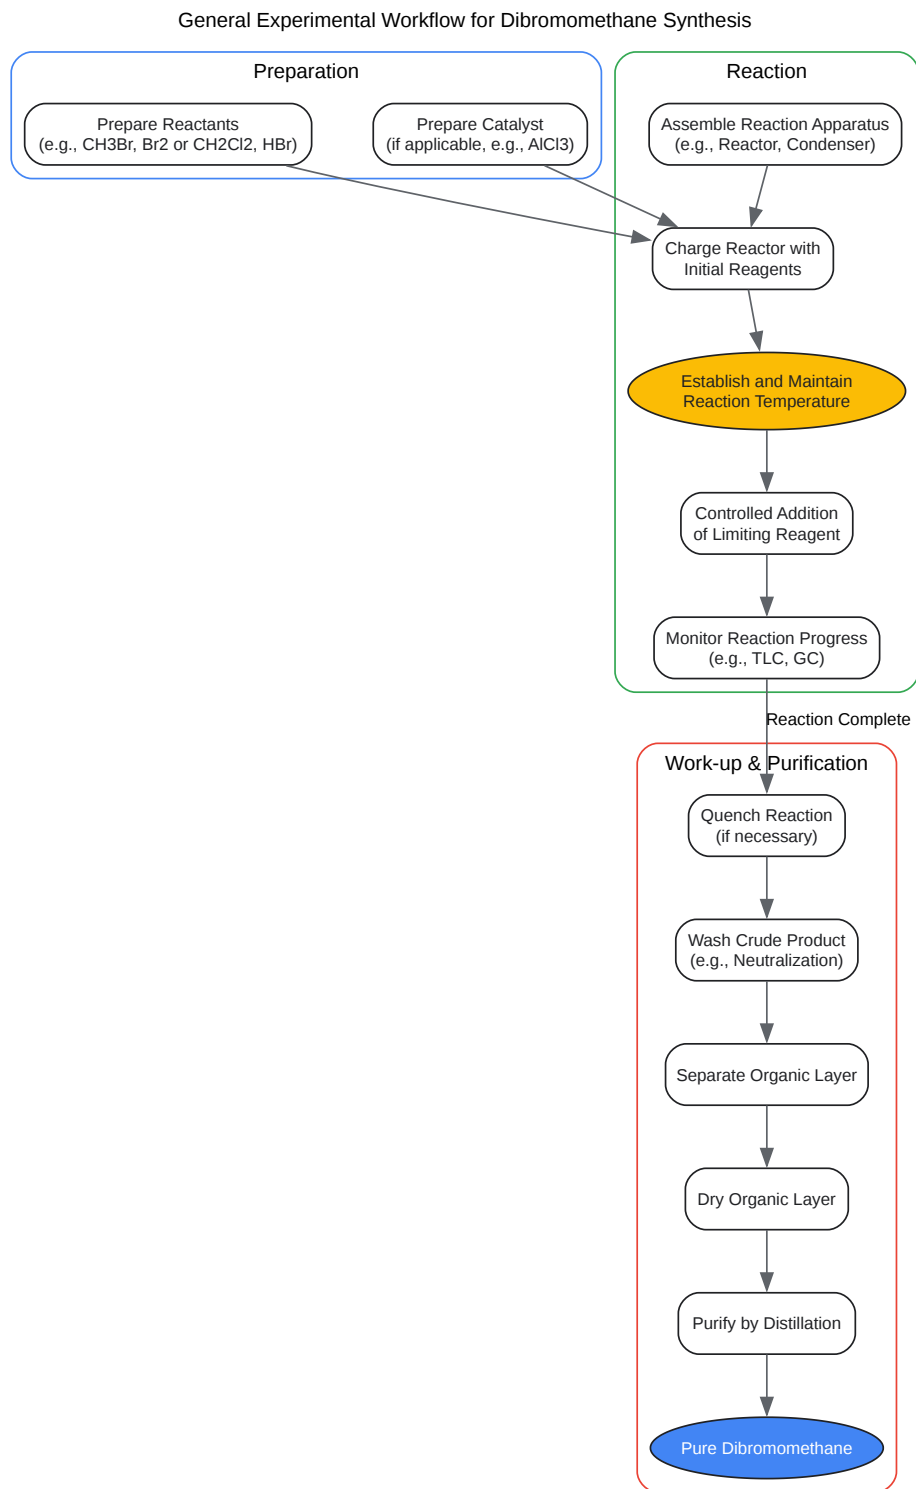 General Experimental Workflow for Dibromomethane Synthesis
Preparation
Reaction
Prepare Reactants
(e.g., CH3Br, Br2 or CH2Cl2, HBr)
Prepare Catalyst
(if applicable, e.g., AlCl3)
Assemble Reaction Apparatus
(e.g., Reactor, Condenser)
Charge Reactor with
Initial Reagents
Establish and Maintain
Reaction Temperature
Controlled Addition
of Limiting Reagent
Monitor Reaction Progress
(e.g., TLC, GC)
Reaction Complete
Work-up & Purification
Quench Reaction
(if necessary)
Wash Crude Product
(e.g., Neutralization)
Separate Organic Layer
Dry Organic Layer
Purify by Distillation
Pure Dibromomethane